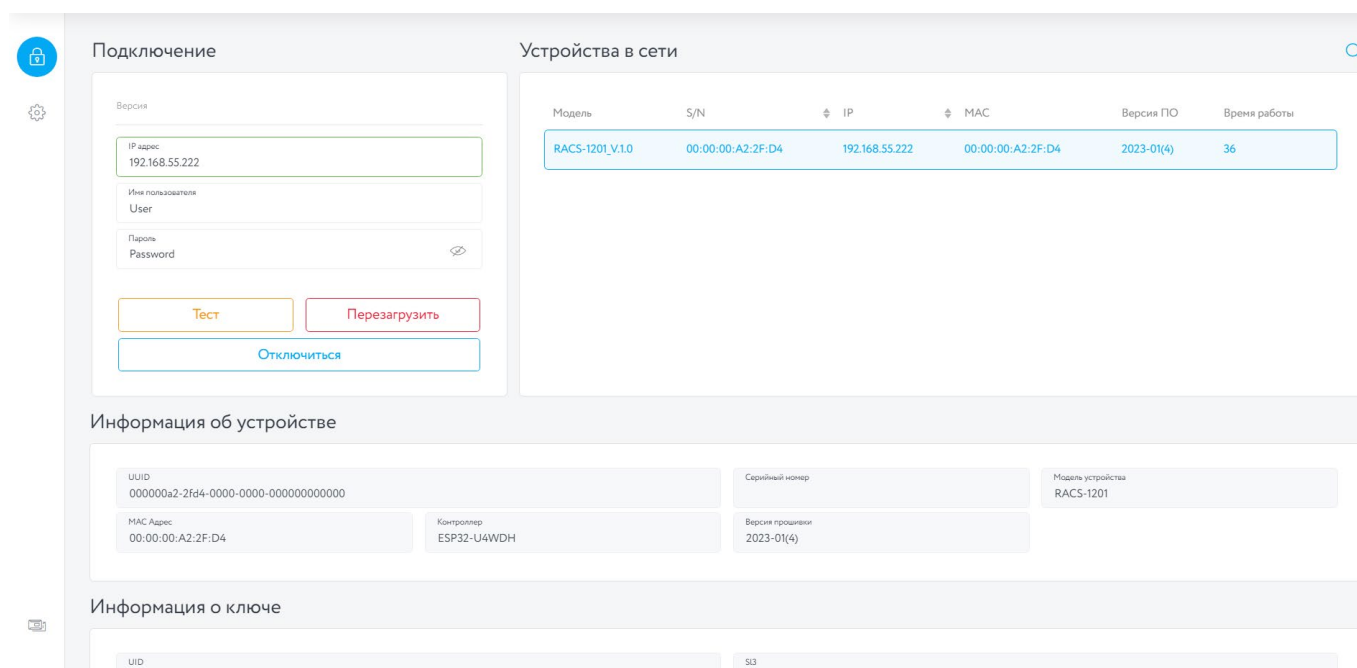 Подключение
Устройства в сети
Версия
IP адрес
192.168.55.222
Имя пользователя
User
Пароль
Password
Тест
Перезагрузить
Отключиться
Модель S/N IP MAC Версия ПО Время работы
RACS-1201_V.1.0 00:00:00:A2:2F:D4 192.168.55.222 00:00:00:A2:2F:D4 2023-01(4) 36
Информация об устройстве
UUID
000000a2-2fd4-0000-0000-000000000000
Серийный номер
Модель устройства
RACS-1201
MAC Адрес
00:00:00:A2:2F:D4
Контроллер
ESP32-U4WDH
Версия прошивки
2023-01(4)
Информация о ключе
UID
Sl3